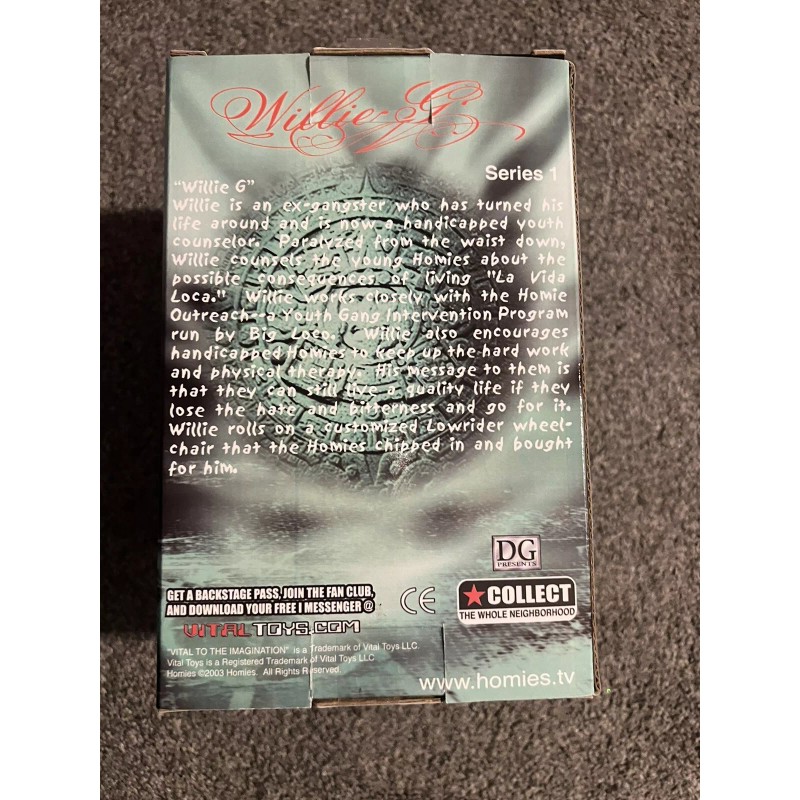 Willie G.
Series 1
"Willie G"
Willie is an ex-gangster who has turned his
life around and is now a handicapped youth
counselor. Paralyzed from the waist down,
Willie counsels the young Homies about the
possible consequences of living "La Vida
Loca." Willie works closely with the Homie
Outreach--a Youth Gang Intervention Program
run by Big Loco. Willie also encourages
handicapped Homies to keep up the hard work
and physical therapy. His message to them is
that they can still live a quality life if they
lose the hate and bitterness and go for it.
Willie rolls on a customized Lowrider wheel-
chair that the Homies chipped in and bought
for him.
DG
PRESENTS
GET A BACKSTAGE PASS, JOIN THE FAN CLUB,
AND DOWNLOAD YOUR FREE I MESSENGER @
VITALTOYS.COM
CE
★COLLECT
THE WHOLE NEIGHBORHOOD
"VITAL TO THE IMAGINATION" is a Trademark of Vital Toys LLC
Vital Toys is a Registered Trademark of Vital Toys LLC
Homies ©2003 Homies. All Rights Reserved.
www.homies.tv